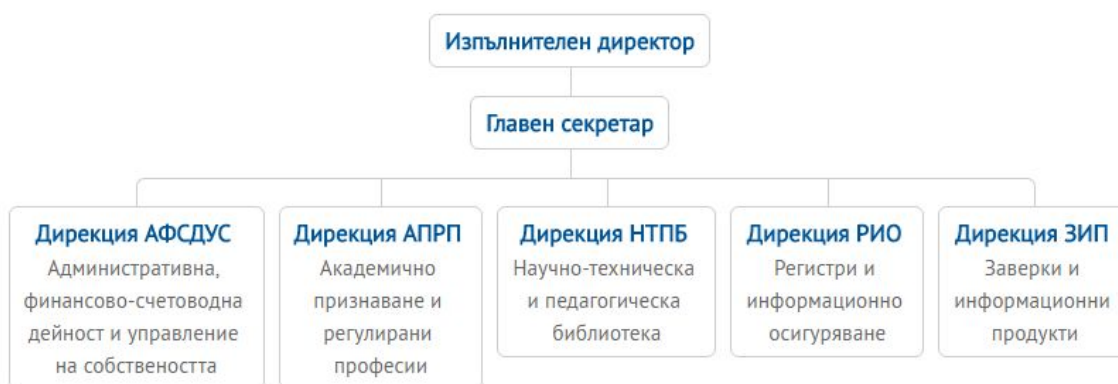 Изпълнителен директор
Главен секретар
Дирекция АФСДУС
Административна,
финансово-счетоводна
дейност и управление
на собствеността
Дирекция АПРП
Академично
признаване и
регулирани
професии
Дирекция НТПБ
Научно-техническа
и педагогическа
библиотека
Дирекция РИО
Регистри и
информационно
осигуряване
Дирекция ЗИП
Заверки и
информационни
продукти